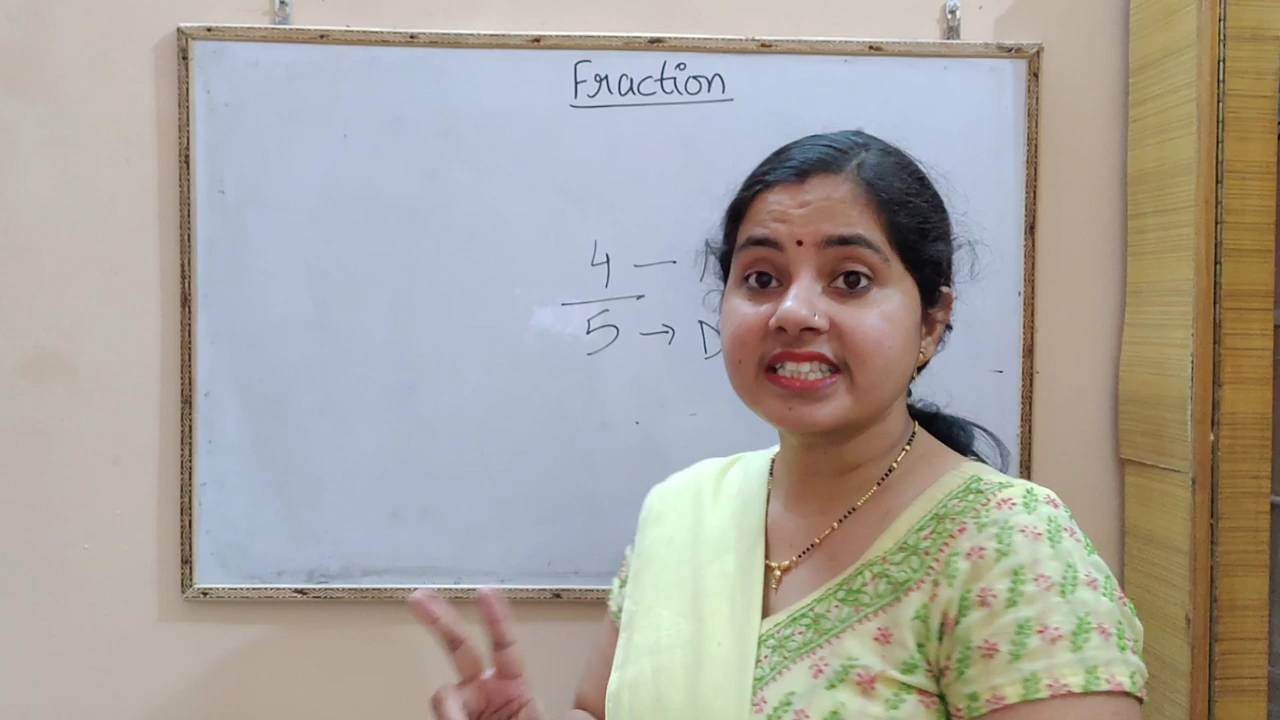 Fraction
4 —
5 → D